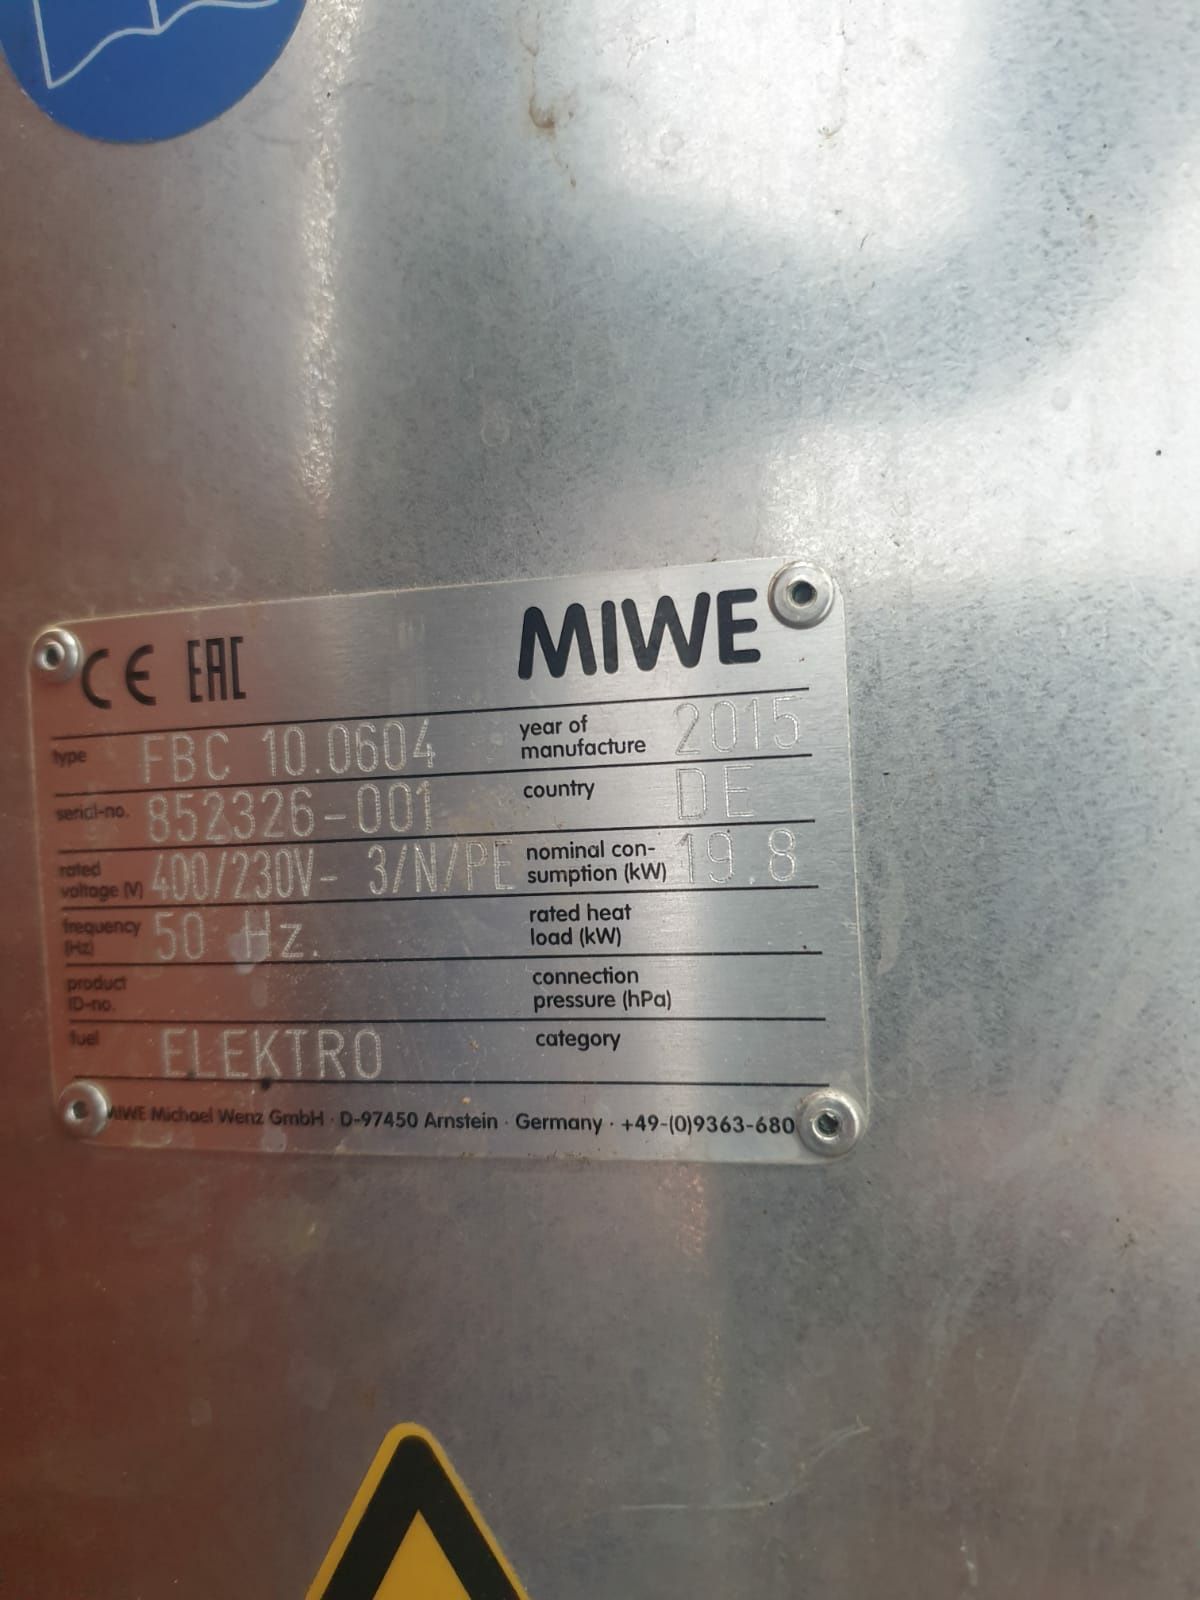 CE EAC MIWE
type FBC 10.0604 year of manufacture 2015
serial-no. 852326-001 country DE
rated voltage (V) 400/230V- 3/N/PE nominal con-sumption (kW) 19.8
frequency (Hz) 50 Hz. rated heat load (kW)
product ID-no. connection pressure (hPa)
fuel ELEKTRO category
MIWE Michael Wenz GmbH · D-97450 Arnstein · Germany · +49-(0)9363-680